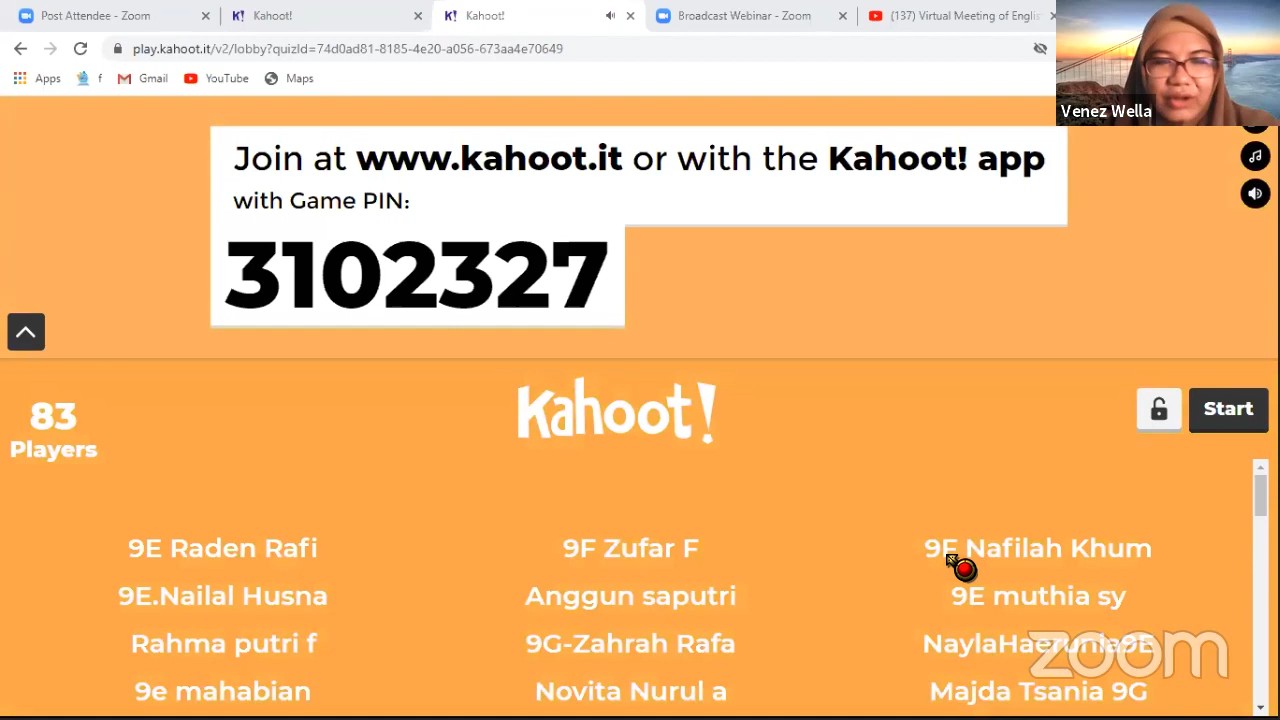 Post Attendee - Zoom
Kahoot!
Kahoot!
Broadcast Webinar - Zoom
(137) Virtual Meeting of Englis
play.kahoot.it/v2/lobby?quizId=74d0ad81-8185-4e20-a056-673aa4e70649
Apps
f
Gmail
YouTube
Maps
Venez Wella
Join at www.kahoot.it or with the Kahoot! app
with Game PIN:
3102327
83
Players
Kahoot!
Start
9E Raden Rafi
9F Zufar F
9E Nafilah Khum
9E.Nailal Husna
Anggun saputri
9E muthia sy
Rahma putri f
9G-Zahrah Rafa
NaylaHaerunia9E
9e mahabian
Novita Nurul a
Majda Tsania 9G
zoom